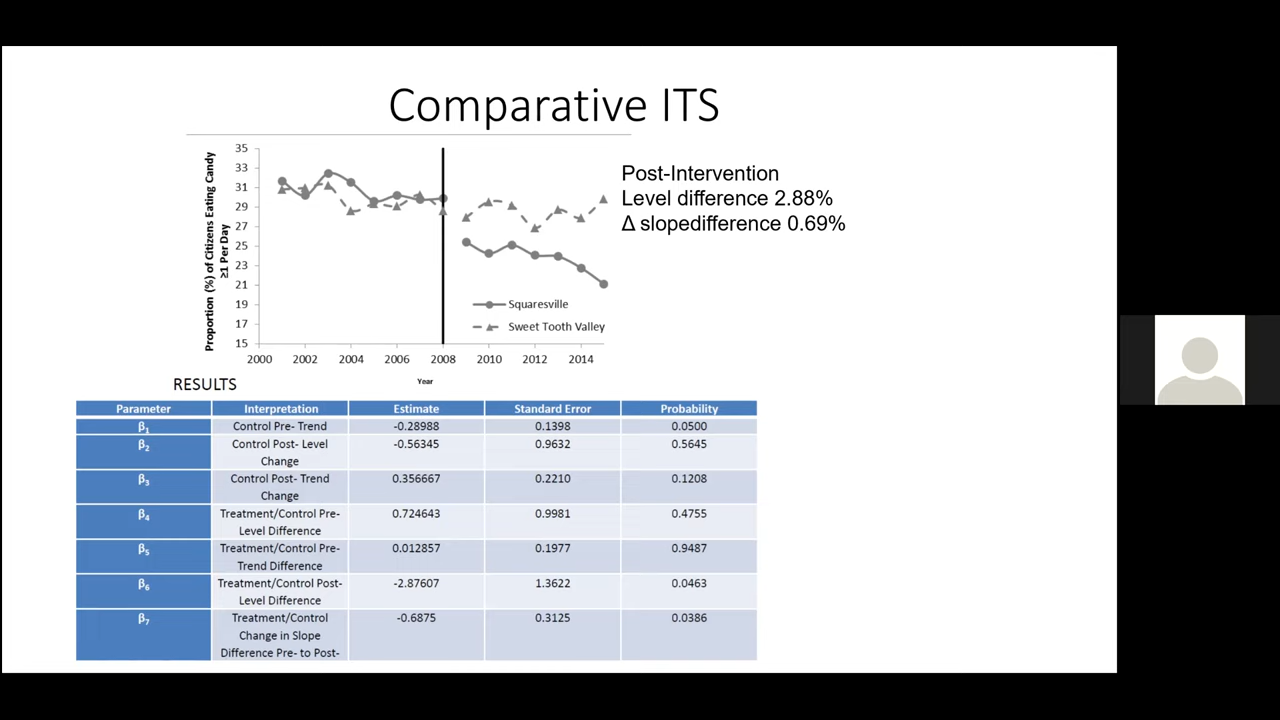 Comparative ITS
Proportion (%) of Citizens Eating Candy
≥1 Per Day
35
33
31
29
27
25
23
21
19
17
15
2000 2002 2004 2006 2008 2010 2012 2014
Year
Squaresville
Sweet Tooth Valley
Post-Intervention
Level difference 2.88%
Δ slopedifference 0.69%
RESULTS
Parameter Interpretation Estimate Standard Error Probability
β1 Control Pre- Trend -0.28988 0.1398 0.0500
β2 Control Post- Level -0.56345 0.9632 0.5645
Change
β3 Control Post- Trend 0.356667 0.2210 0.1208
Change
β4 Treatment/Control Pre- 0.724643 0.9981 0.4755
Level Difference
β5 Treatment/Control Pre- 0.012857 0.1977 0.9487
Trend Difference
β6 Treatment/Control Post- -2.87607 1.3622 0.0463
Level Difference
β7 Treatment/Control -0.6875 0.3125 0.0386
Change in Slope
Difference Pre- to Post-